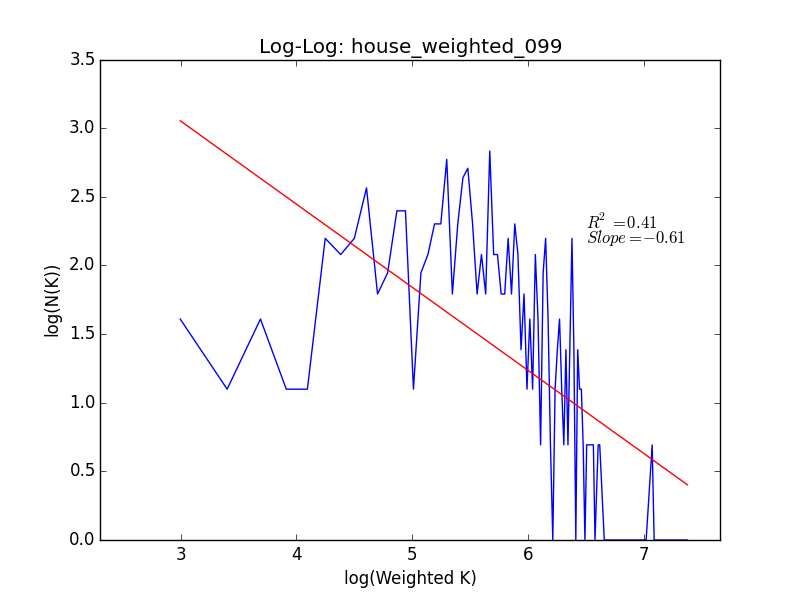 Log-Log: house_weighted_099
3.5
3.0
2.5
2.0
1.5
1.0
0.5
0.0
log(N(K))
R² =0.41
Slope=−0.61
3 4 5 6 7
log(Weighted K)